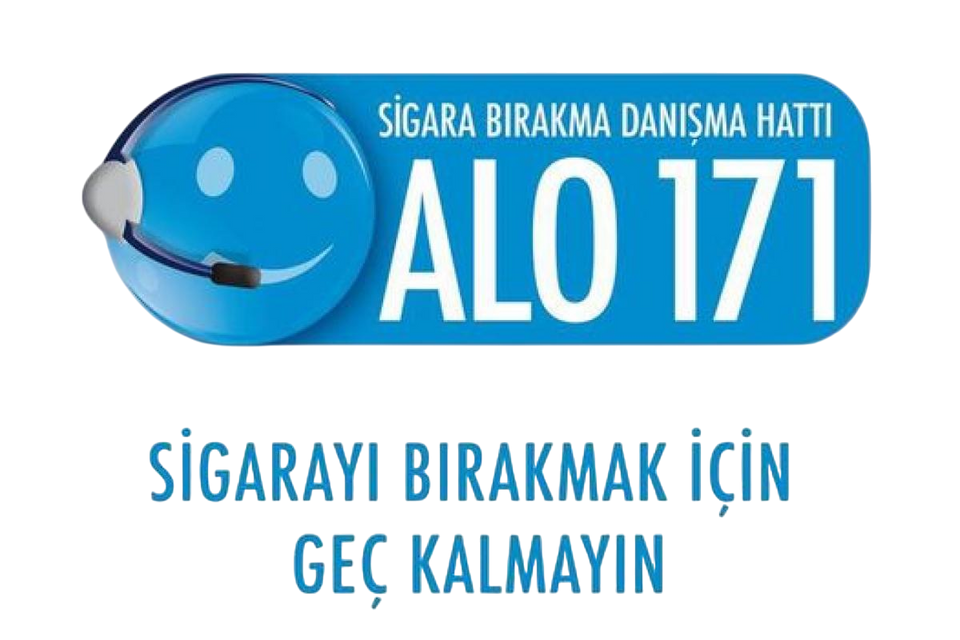 SİGARA BIRAKMA DANIŞMA HATTI
ALO 171
SİGARAYI BIRAKMAK İÇİN
GEÇ KALMAYIN